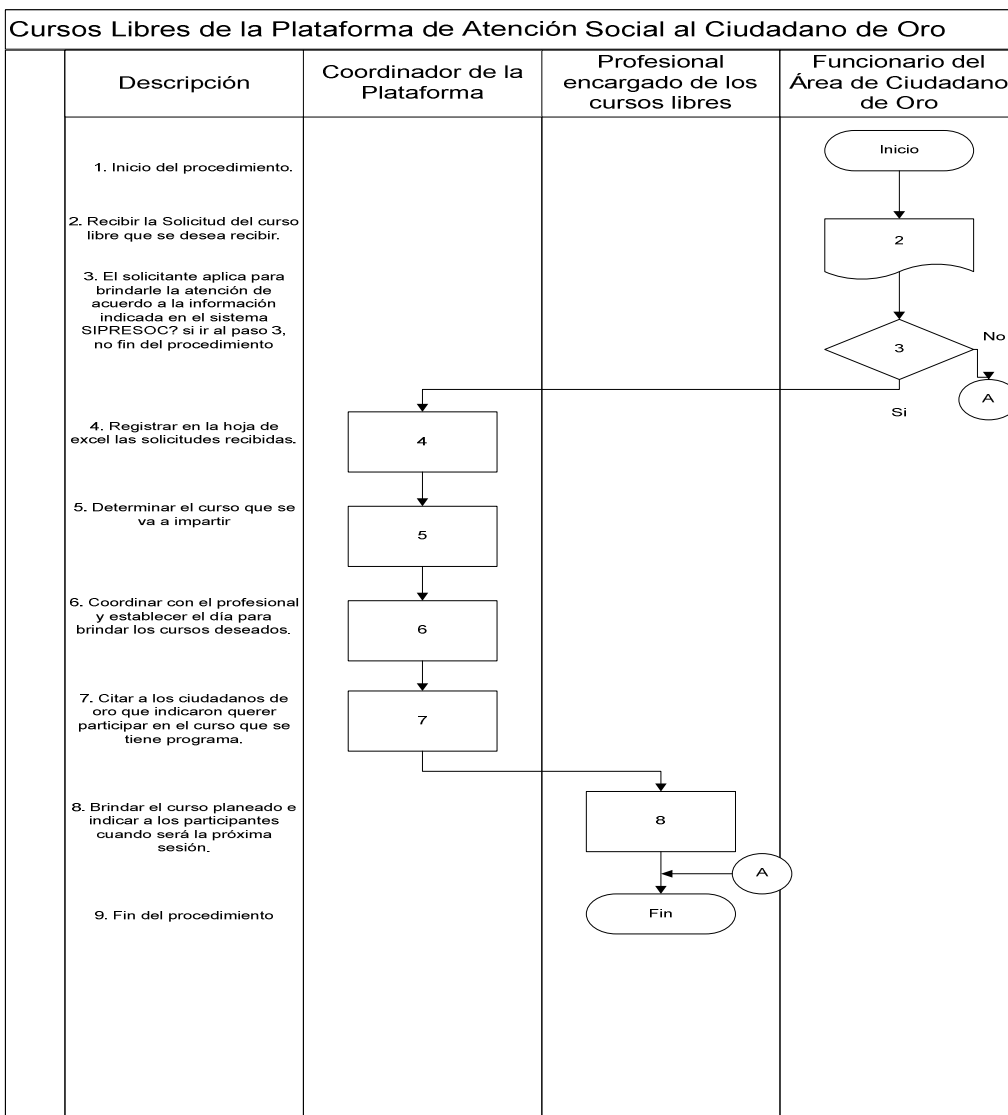 Cursos Libres de la Plataforma de Atención Social al Ciudadano de Oro
Descripción
Coordinador de la
Plataforma
Profesional
encargado de los
cursos libres
Funcionario del
Área de Ciudadano
de Oro
1. Inicio del procedimiento.
Inicio
2. Recibir la Solicitud del curso
libre que se desea recibir.
2
3. El solicitante aplica para
brindarle la atención de
acuerdo a la información
indicada en el sistema
SIPRESOC? si ir al paso 3,
no fin del procedimiento
3
No
A
Si
4. Registrar en la hoja de
excel las solicitudes recibidas.
4
5. Determinar el curso que se
va a impartir
5
6. Coordinar con el profesional
y establecer el día para
brindar los cursos deseados.
6
7. Citar a los ciudadanos de
oro que indicaron querer
participar en el curso que se
tiene programa.
7
8. Brindar el curso planeado e
indicar a los participantes
cuando será la próxima
sesión.
8
A
9. Fin del procedimiento
Fin